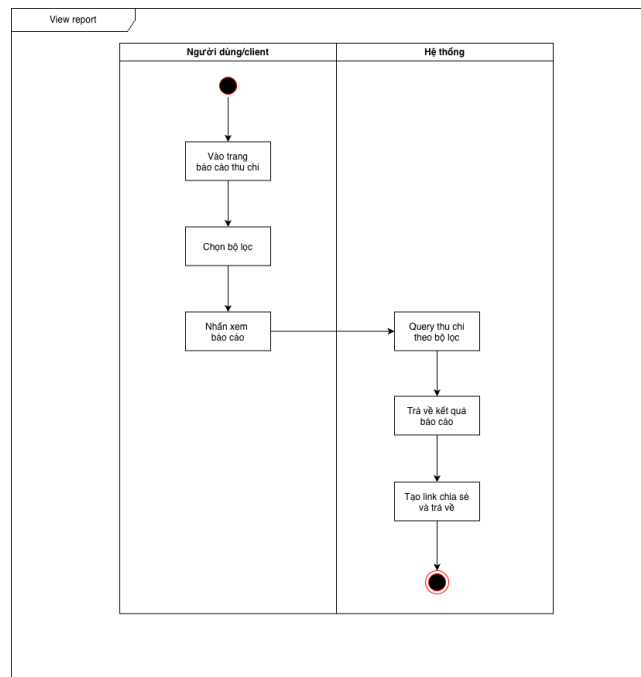 View report
Người dùng/client
Hệ thống
Vào trang
báo cáo thu chi
Chọn bộ lọc
Nhấn xem
báo cáo
Query thu chi
theo bộ lọc
Trả về kết quả
báo cáo
Tạo link chia sẻ
và trả về